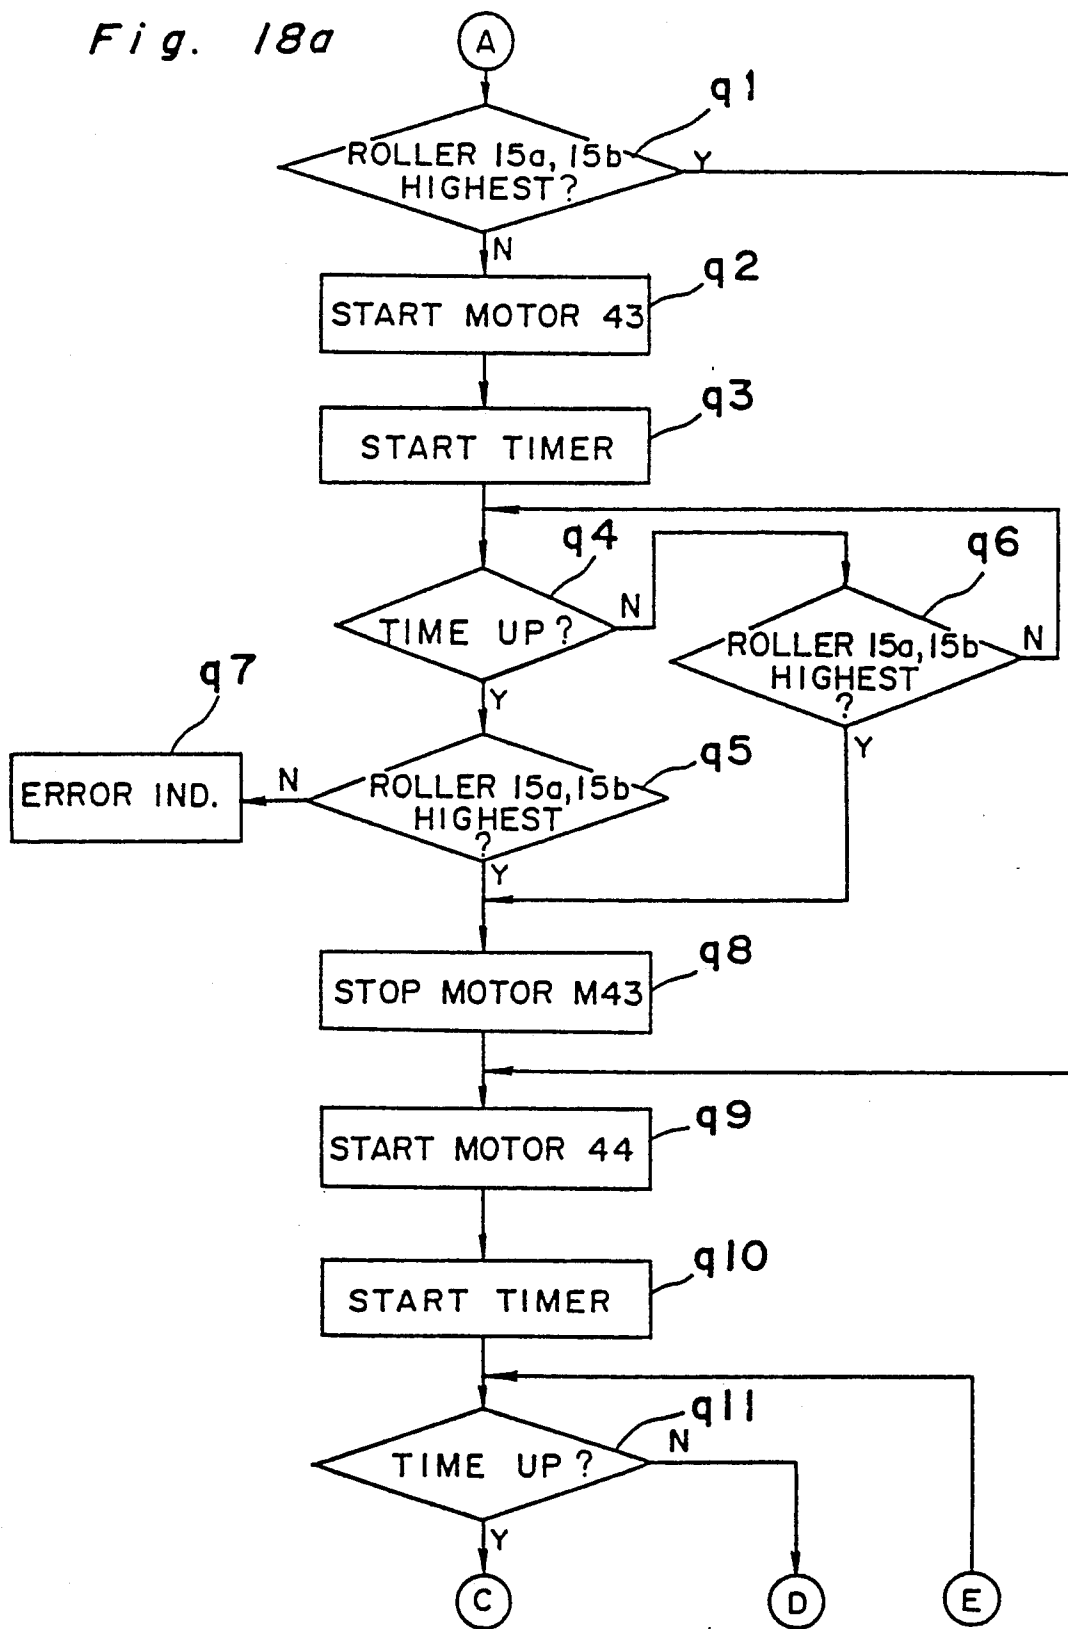 Fig. 18a
A
q1
ROLLER 15a, 15b
HIGHEST?
Y
N
q2
START MOTOR 43
q3
START TIMER
q4
TIME UP?
N
Y
q6
ROLLER 15a, 15b
HIGHEST
?
N
Y
q7
ERROR IND.
q5
ROLLER 15a, 15b
HIGHEST
?
N
Y
q8
STOP MOTOR M43
q9
START MOTOR 44
q10
START TIMER
q11
TIME UP?
N
Y
C
D
E